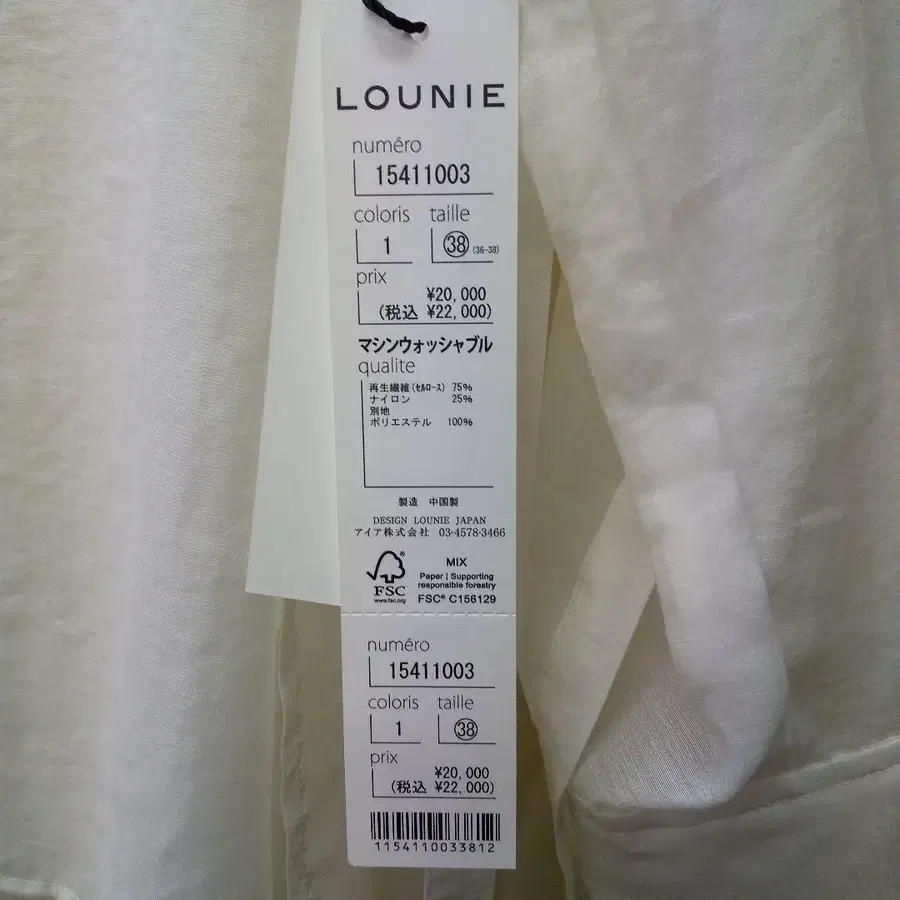 LOUNIE
numéro
15411003
coloris taille
1 38 (36-38)
prix
¥20,000
(税込 ¥22,000)
マシンウォッシャブル
qualite
再生繊維(ｾﾙﾛｰｽ) 75%
ナイロン 25%
別地
ポリエステル 100%
製造 中国製
DESIGN LOUNIE JAPAN
アイア株式会社 03-4578-3466
FSC
www.fsc.org
MIX
Paper | Supporting
responsible forestry
FSC® C156129
numéro
15411003
coloris taille
1 38
prix
¥20,000
(税込 ¥22,000)
1154110033812